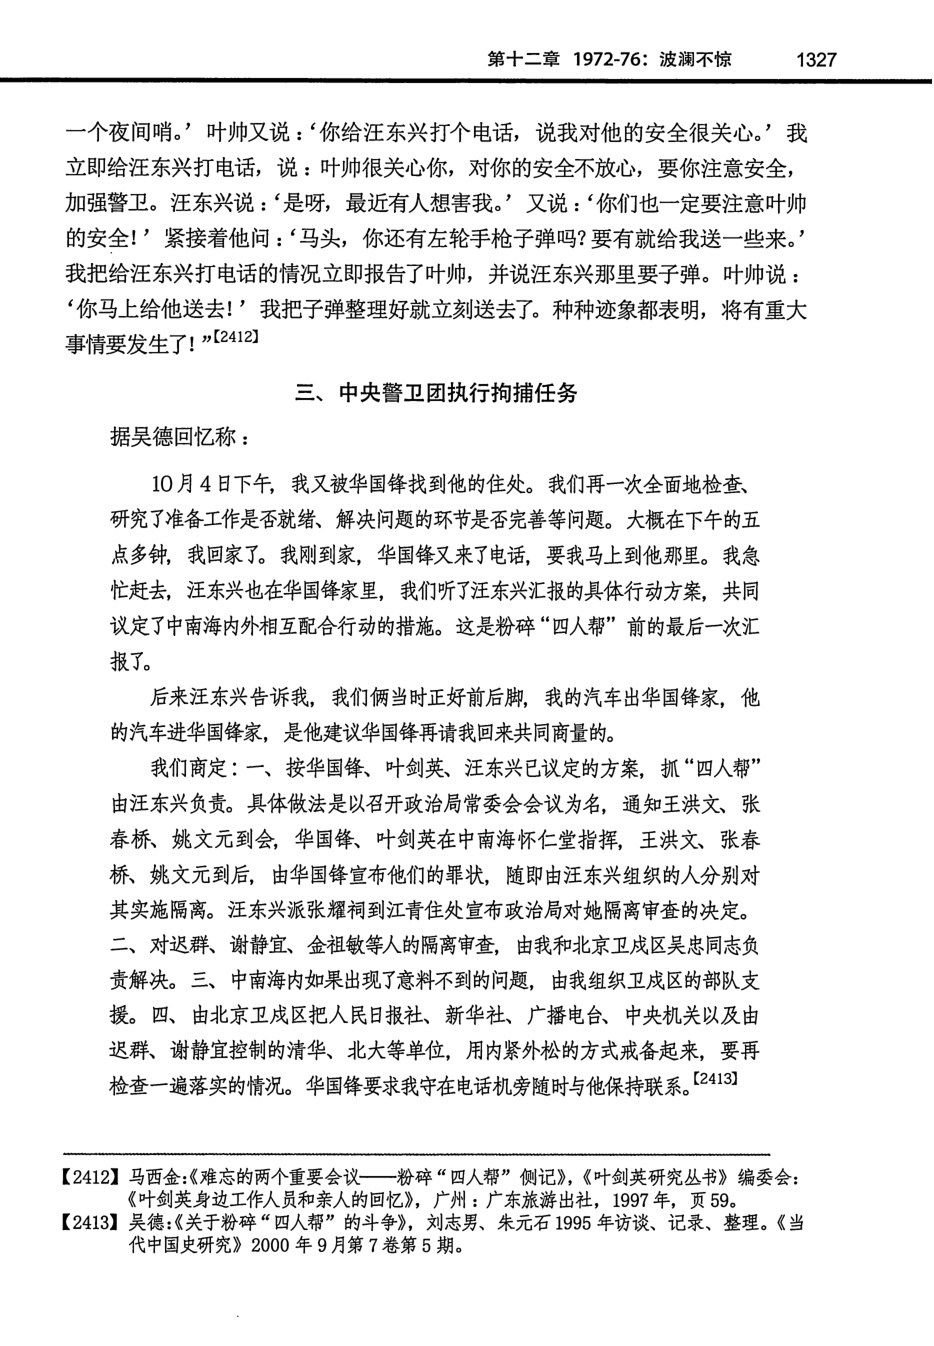 第十二章 1972-76：波澜不惊 1327
一个夜间哨。’叶帅又说：‘你给汪东兴打个电话，说我对他的安全很关心。’我
立即给汪东兴打电话，说：叶帅很关心你，对你的安全不放心，要你注意安全，
加强警卫。汪东兴说：‘是呀，最近有人想害我。’又说：‘你们也一定要注意叶帅
的安全！’紧接着他问：‘马头，你还有左轮手枪子弹吗？要有就给我送一些来。’
我把给汪东兴打电话的情况立即报告了叶帅，并说汪东兴那里要子弹。叶帅说：
‘你马上给他送去！’我把子弹整理好就立刻送去了。种种迹象都表明，将有重大
事情要发生了！”【2412】
三、中央警卫团执行拘捕任务
据吴德回忆称：
10月4日下午，我又被华国锋找到他的住处。我们再一次全面地检查、
研究了准备工作是否就绪、解决问题的环节是否完善等问题。大概在下午的五
点多钟，我回家了。我刚到家，华国锋又来了电话，要我马上到他那里。我急
忙赶去，汪东兴也在华国锋家里，我们听了汪东兴汇报的具体行动方案，共同
议定了中南海内外相互配合行动的措施。这是粉碎“四人帮”前的最后一次汇
报了。
后来汪东兴告诉我，我们俩当时正好前后脚，我的汽车出华国锋家，他
的汽车进华国锋家，是他建议华国锋再请我回来共同商量的。
我们商定：一、按华国锋、叶剑英、汪东兴已议定的方案，抓“四人帮”
由汪东兴负责。具体做法是以召开政治局常委会会议为名，通知王洪文、张
春桥、姚文元到会，华国锋、叶剑英在中南海怀仁堂指挥，王洪文、张春
桥、姚文元到后，由华国锋宣布他们的罪状，随即由汪东兴组织的人分别对
其实施隔离。汪东兴派张耀祠到江青住处宣布政治局对她隔离审查的决定。
二、对迟群、谢静宜、金祖敏等人的隔离审查，由我和北京卫戍区吴忠同志负
责解决。三、中南海内如果出现了意料不到的问题，由我组织卫戍区的部队支
援。四、由北京卫戍区把人民日报社、新华社、广播电台、中央机关以及由
迟群、谢静宜控制的清华、北大等单位，用内紧外松的方式戒备起来，要再
检查一遍落实的情况。华国锋要求我守在电话机旁随时与他保持联系。【2413】
【2412】马西金：《难忘的两个重要会议——粉碎“四人帮”侧记》，《叶剑英研究丛书》编委会：
《叶剑英身边工作人员和亲人的回忆》，广州：广东旅游出社，1997年，页59。
【2413】吴德：《关于粉碎“四人帮”的斗争》，刘志男、朱元石1995年访谈、记录、整理。《当
代中国史研究》2000年9月第7卷第5期。